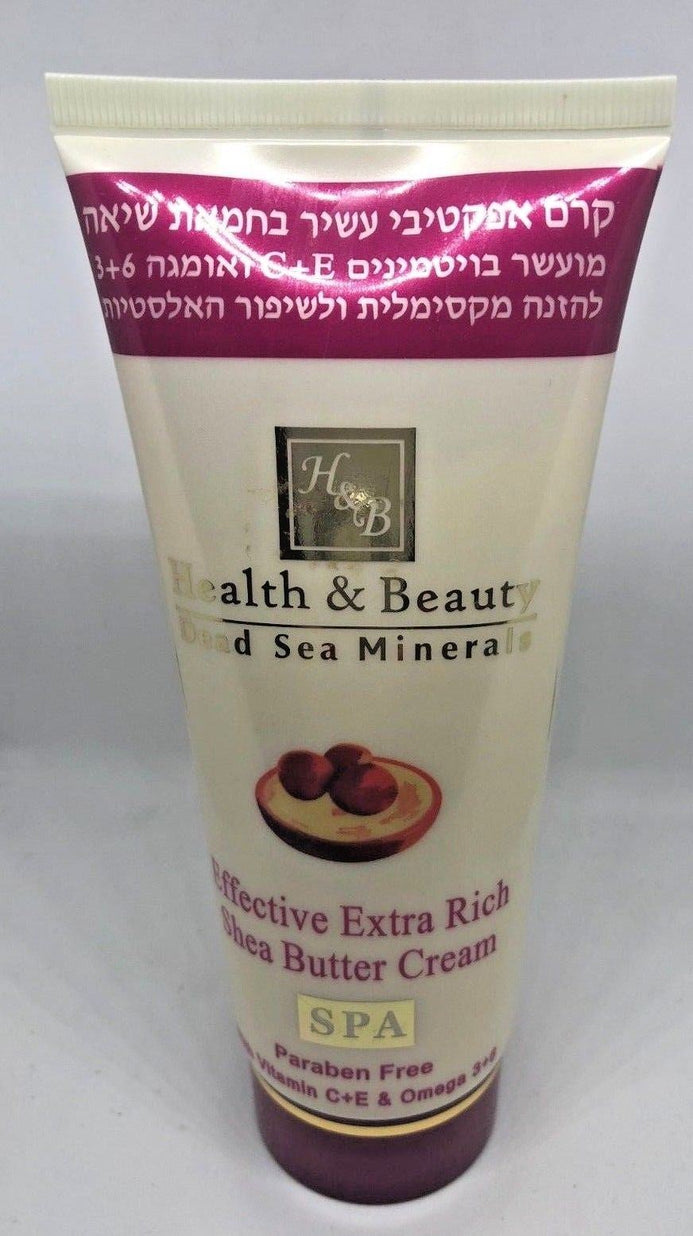 קרם אפקטיבי עשיר בחמאת שיאה
מועשר בויטמינים C+E ואומגה 3+6
להזנה מקסימלית ולשיפור האלסטיות
H&B
Health & Beauty
Dead Sea Minerals
Effective Extra Rich
Shea Butter Cream
SPA
Paraben Free
Vitamin C+E & Omega 3+6